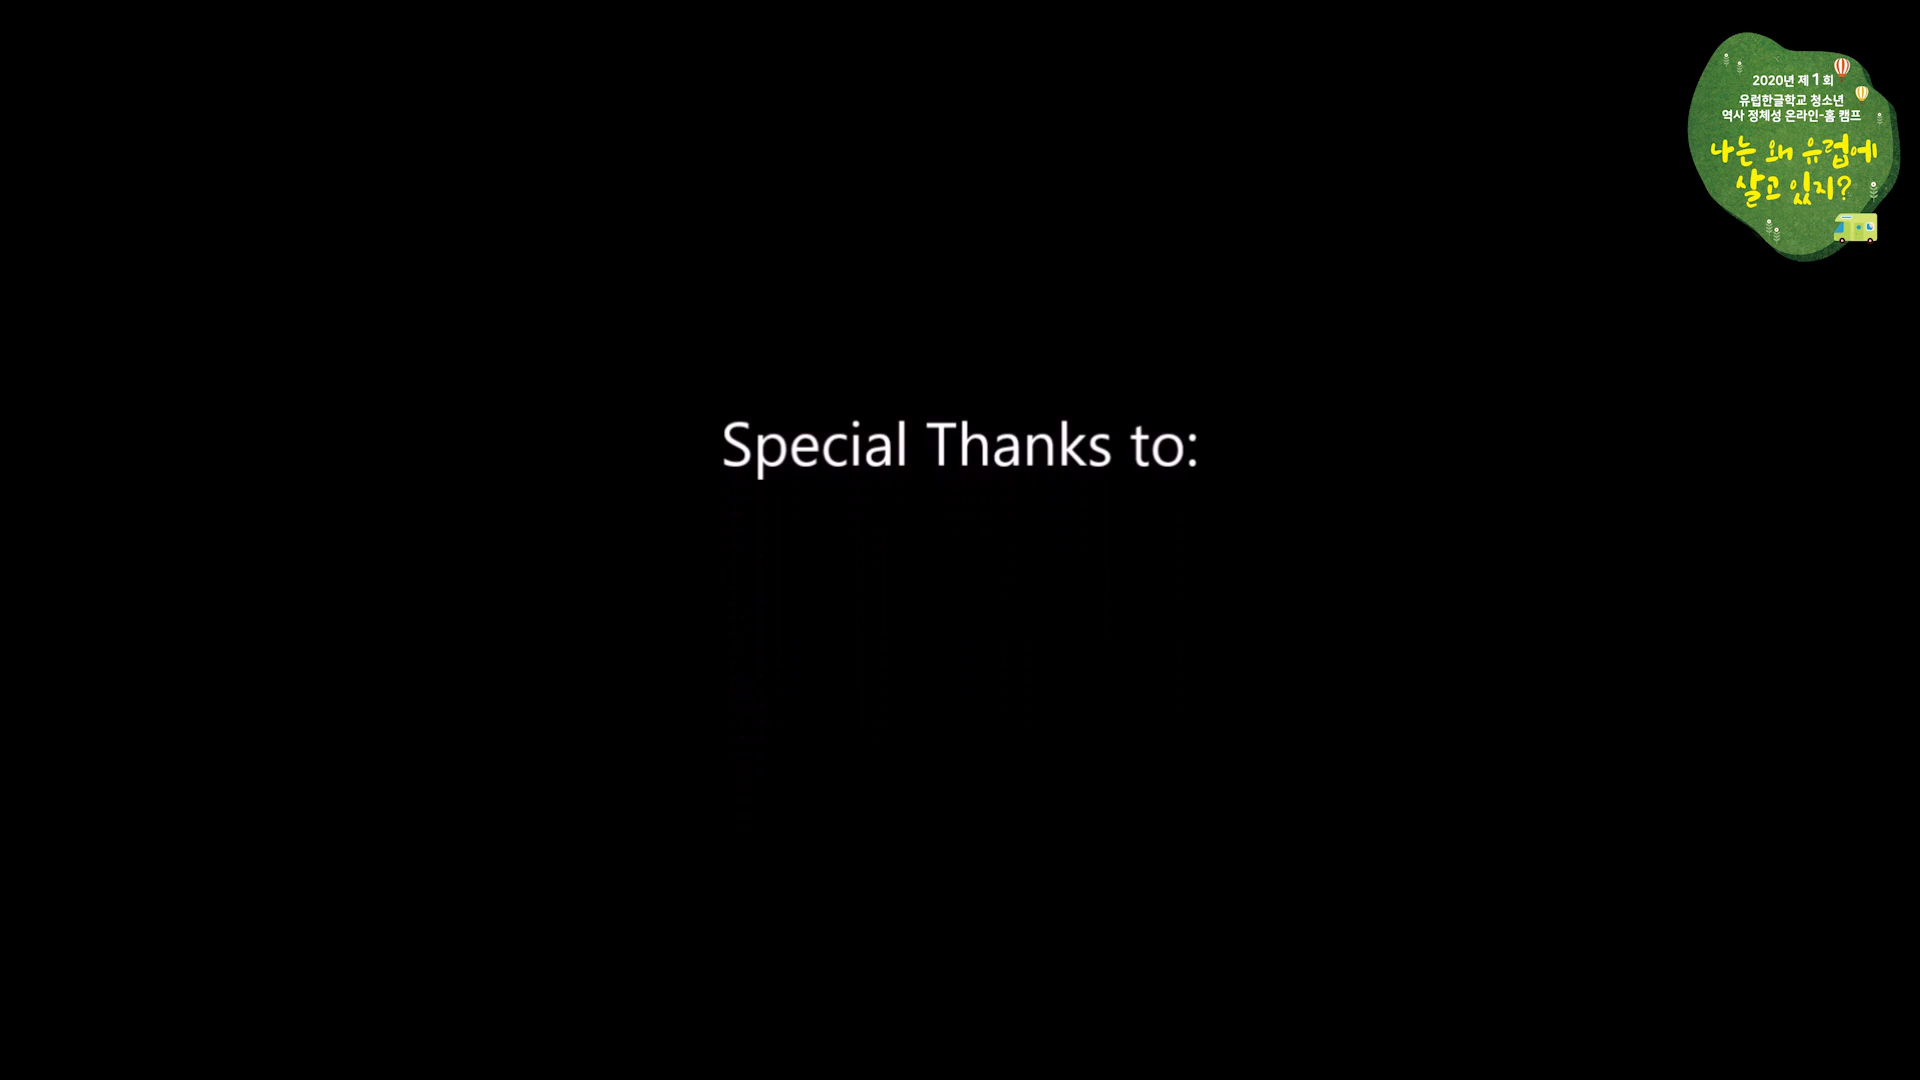 2020년 제1회
유럽한글학교 청소년
역사 정체성 온라인-홈 캠프
나는 왜 유럽에
살고 있지?
Special Thanks to: